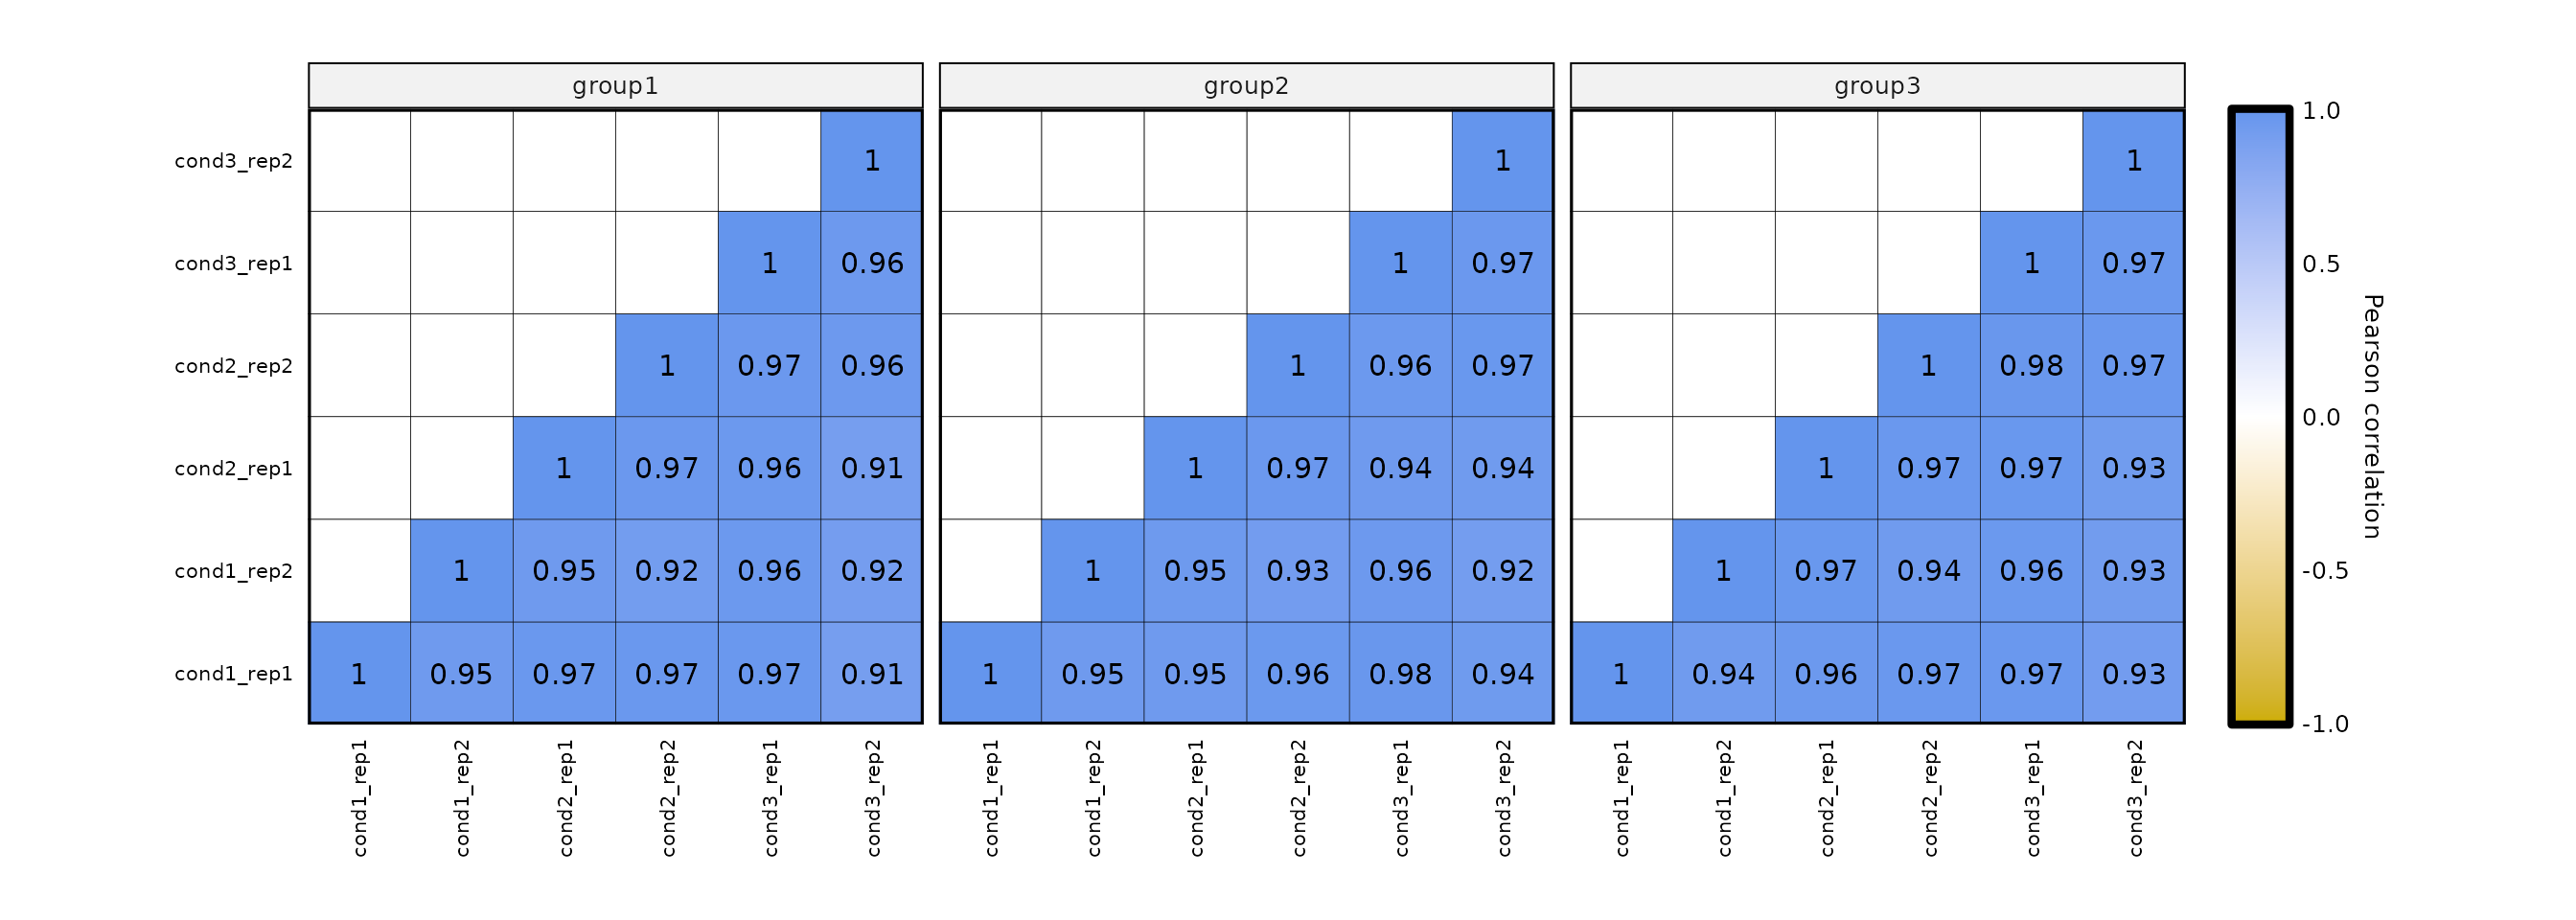 group1 group2 group3
cond3_rep2 1 1 1 1.0
cond3_rep1 1 0.96 1 0.97 1 0.97 0.5
cond2_rep2 1 0.97 0.96 1 0.96 0.97 1 0.98 0.97 0.0
cond2_rep1 1 0.97 0.96 0.91 1 0.97 0.94 0.94 1 0.97 0.97 0.93
cond1_rep2 1 0.95 0.92 0.96 0.92 1 0.95 0.93 0.96 0.92 1 0.97 0.94 0.96 0.93 -0.5
cond1_rep1 1 0.95 0.97 0.97 0.97 0.91 1 0.95 0.95 0.96 0.98 0.94 1 0.94 0.96 0.97 0.97 0.93 -1.0
Pearson correlation
cond1_rep1 cond1_rep2 cond2_rep1 cond2_rep2 cond3_rep1 cond3_rep2 cond1_rep1 cond1_rep2 cond2_rep1 cond2_rep2 cond3_rep1 cond3_rep2 cond1_rep1 cond1_rep2 cond2_rep1 cond2_rep2 cond3_rep1 cond3_rep2